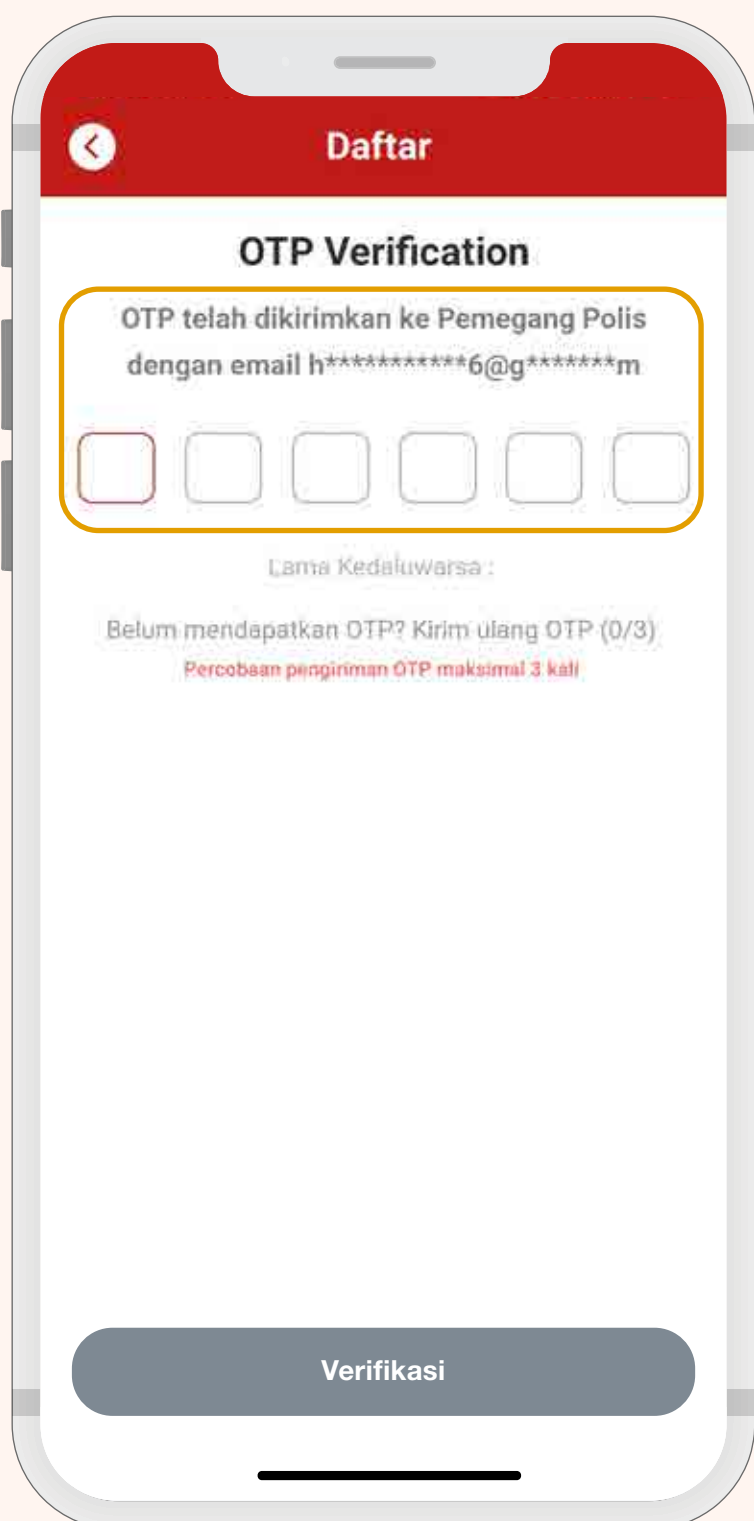 Daftar
OTP Verification
OTP telah dikirimkan ke Pemegang Polis
dengan email h***********6@g*******m
Lama Kedaluwarsa :
Belum mendapatkan OTP? Kirim ulang OTP (0/3)
Percobaan pengiriman OTP maksimal 3 kali
Verifikasi